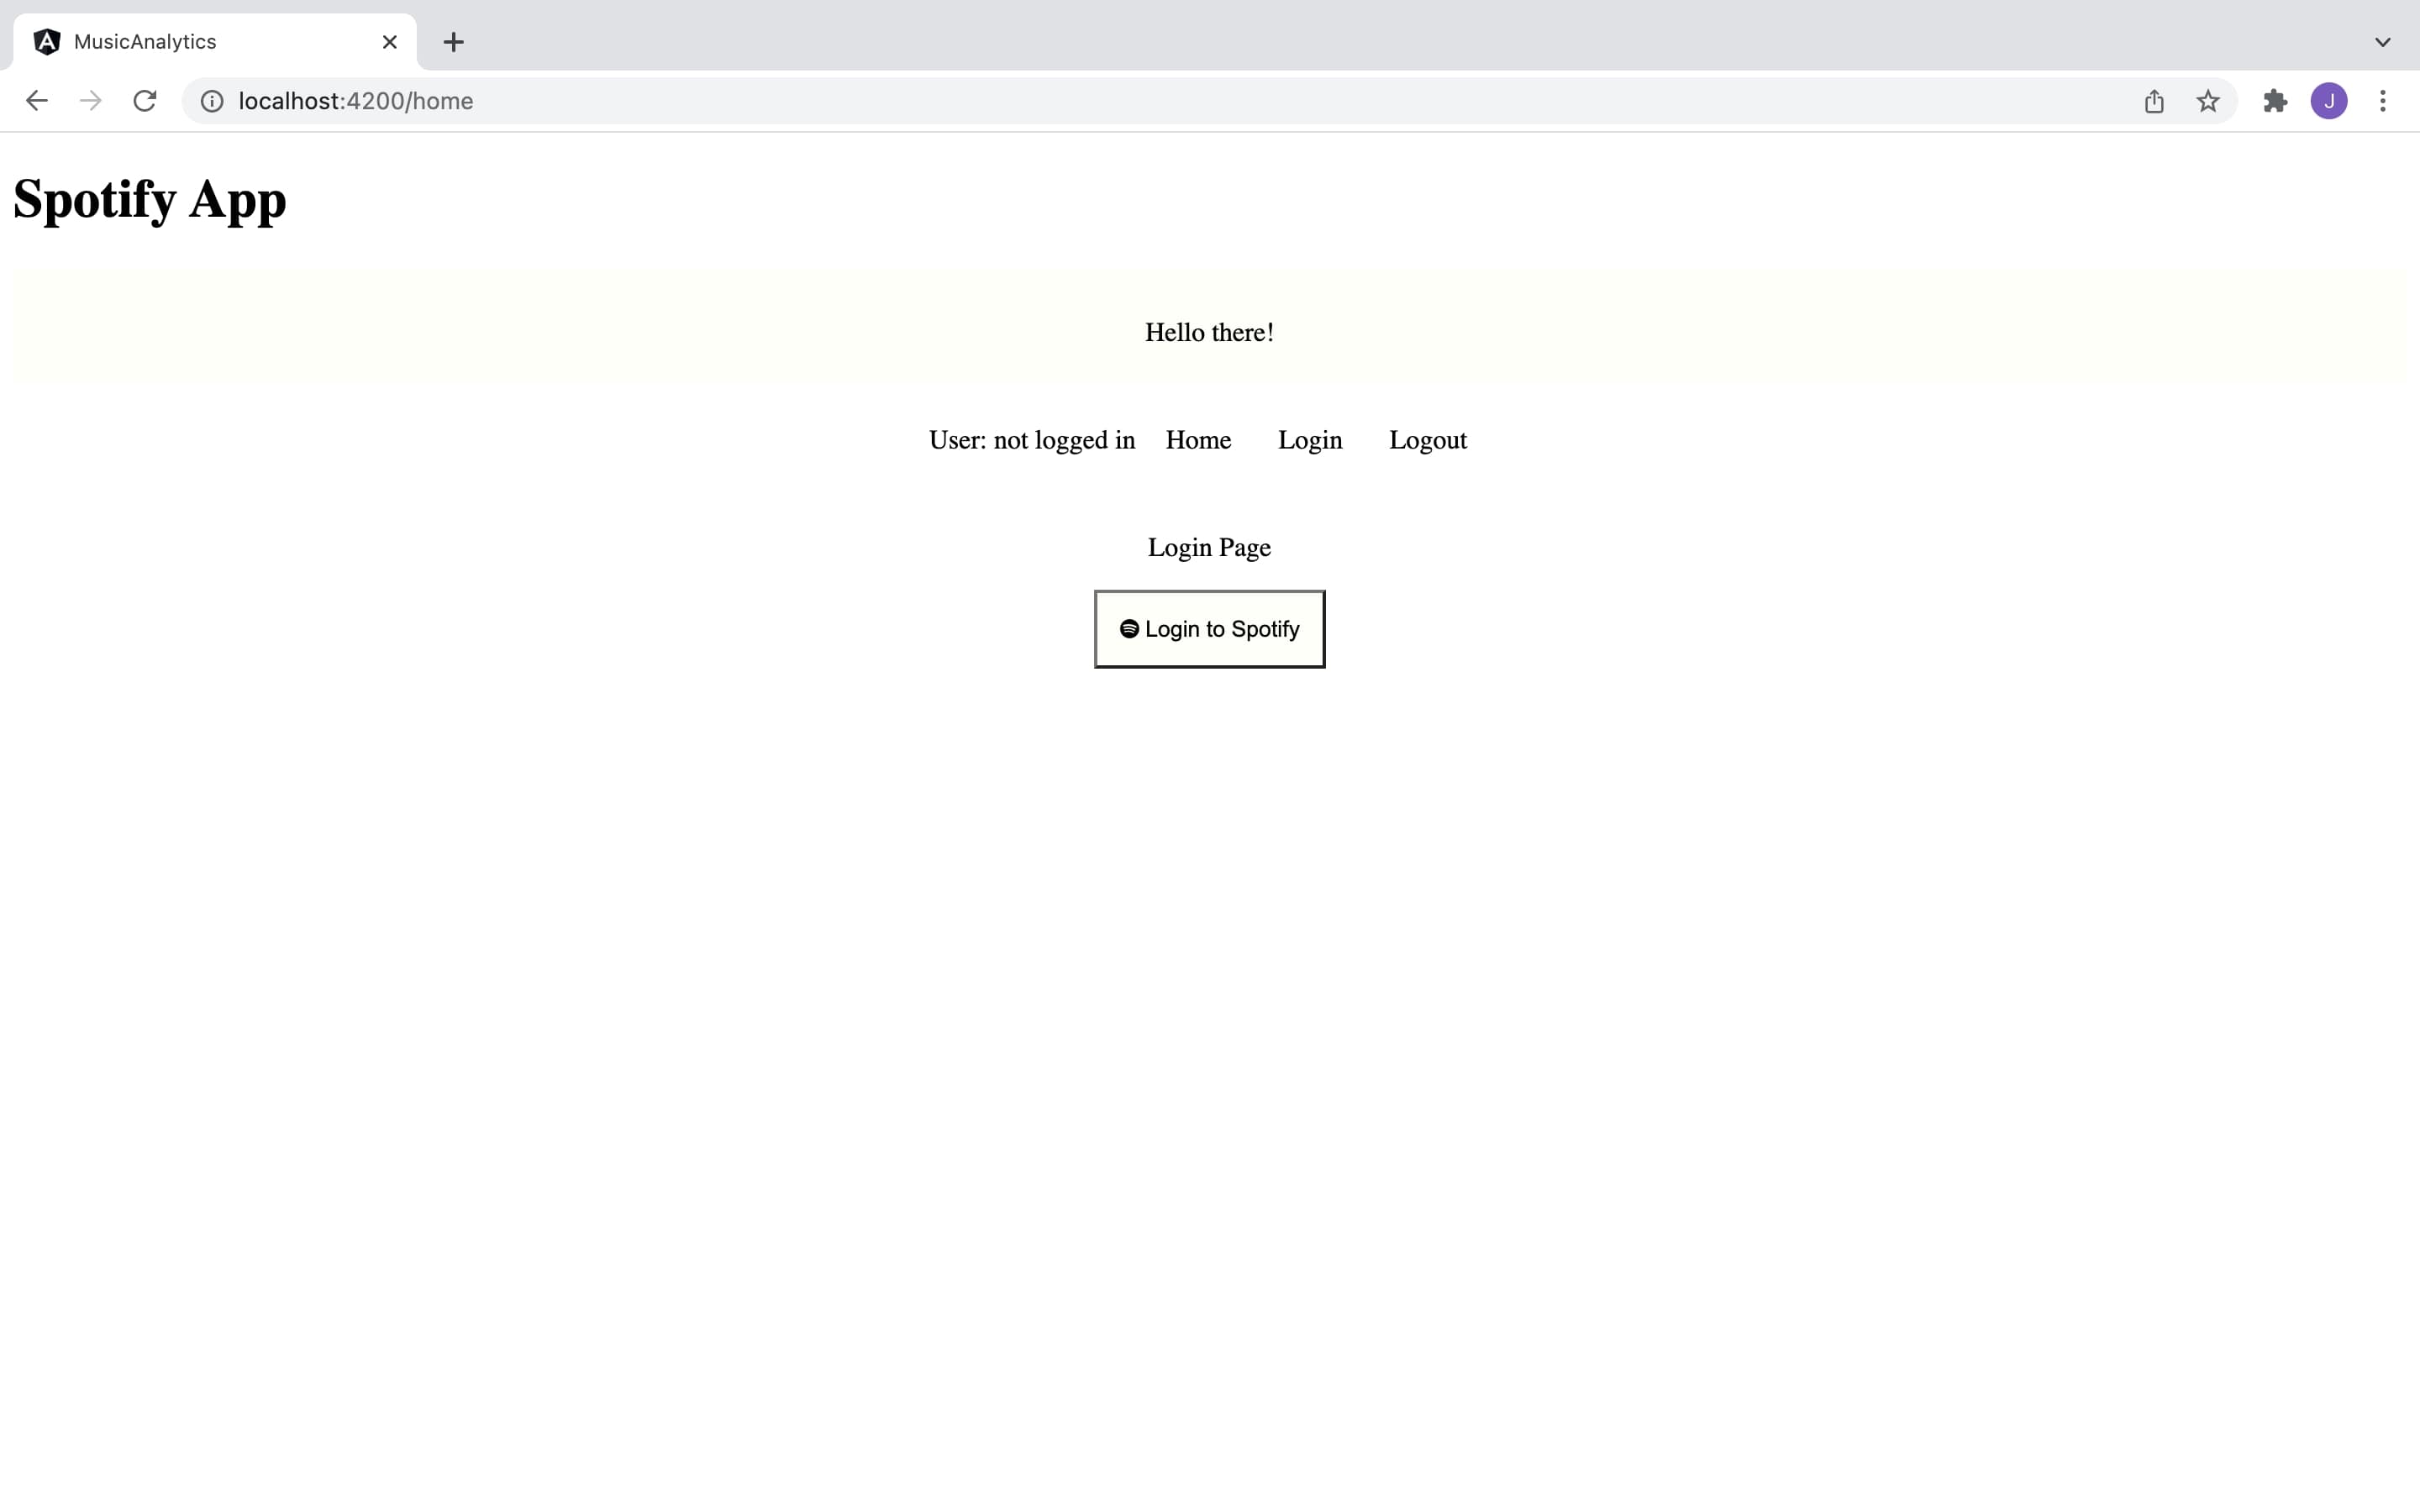 MusicAnalytics
localhost:4200/home
J
Spotify App
Hello there!
User: not logged in Home Login Logout
Login Page
Login to Spotify